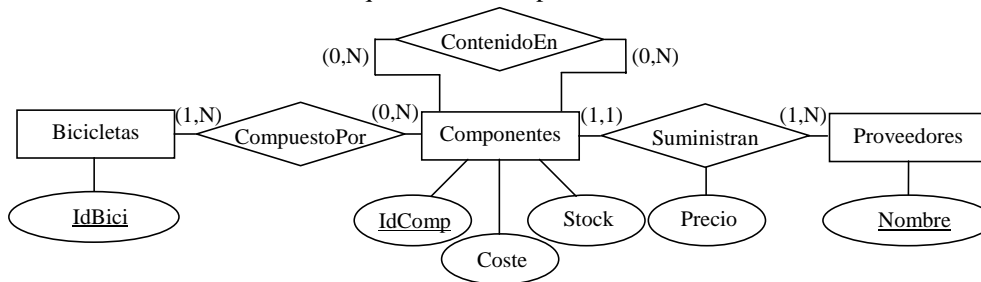 ContenidoEn
(0,N) (0,N)
(1,N) (0,N) (1,1) (1,N)
Bicicletas CompuestoPor Componentes Suministran Proveedores
IdBici IdComp Stock Precio Nombre
Coste